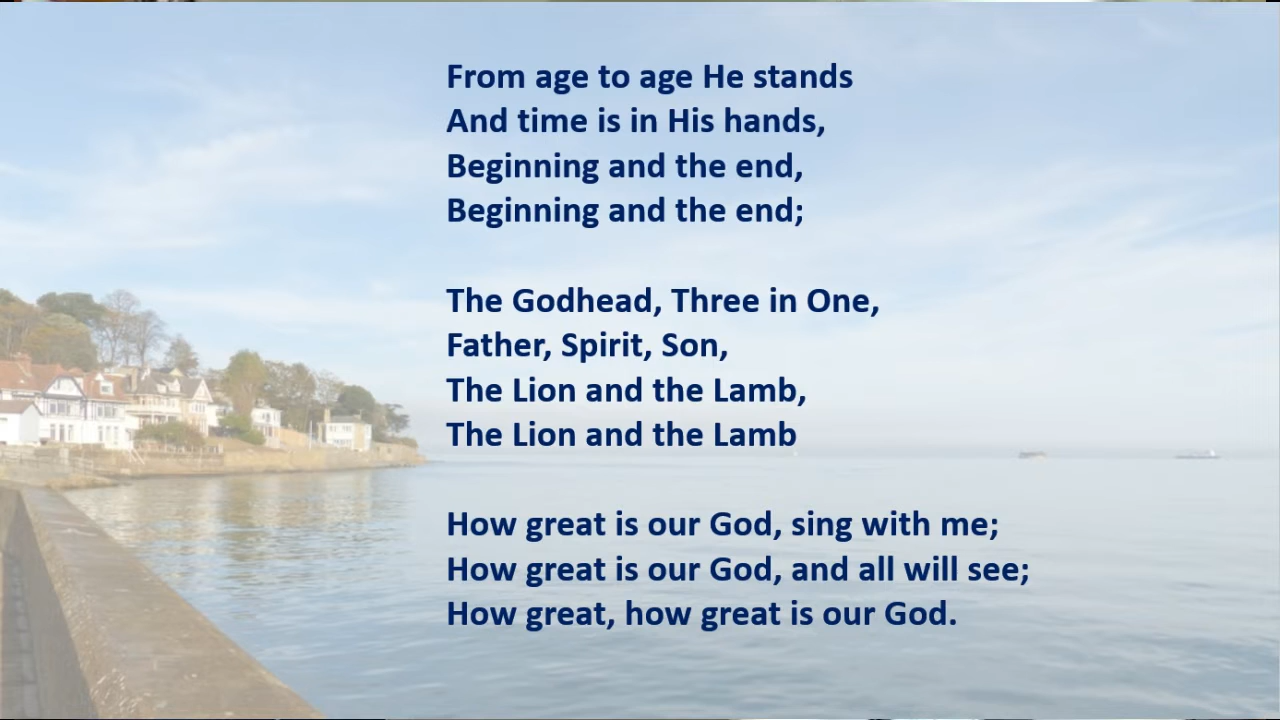 From age to age He stands
And time is in His hands,
Beginning and the end,
Beginning and the end;
The Godhead, Three in One,
Father, Spirit, Son,
The Lion and the Lamb,
The Lion and the Lamb
How great is our God, sing with me;
How great is our God, and all will see;
How great, how great is our God.